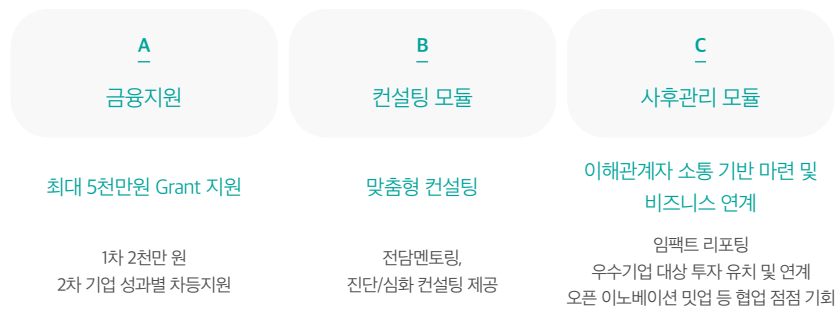 A
금융지원
최대 5천만원 Grant 지원
1차 2천만 원
2차 기업 성과별 차등지원
B
컨설팅 모듈
맞춤형 컨설팅
전담멘토링,
진단/심화 컨설팅 제공
C
사후관리 모듈
이해관계자 소통 기반 마련 및
비즈니스 연계
임팩트 리포팅
우수기업 대상 투자 유치 및 연계
오픈 이노베이션 밋업 등 협업 점점 기회